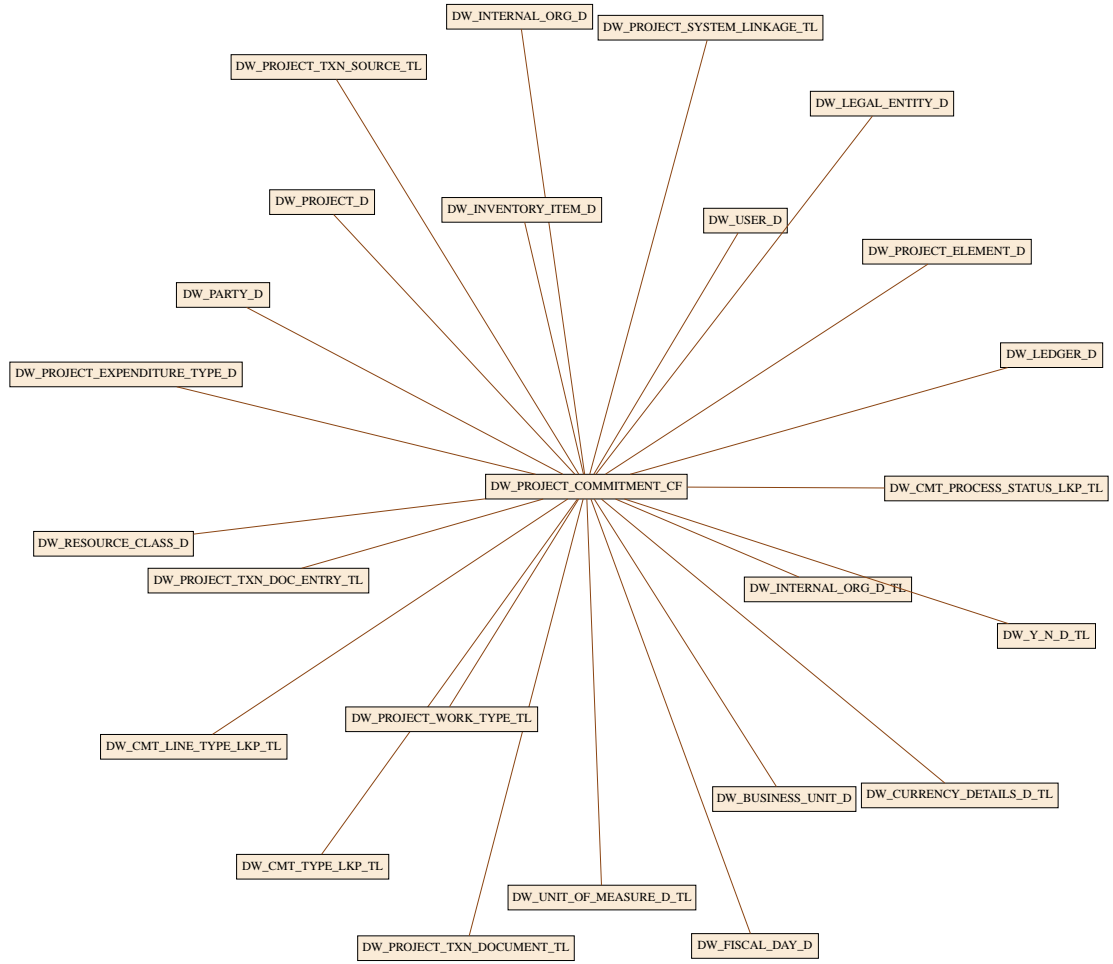 DW_INTERNAL_ORG_D
DW_PROJECT_SYSTEM_LINKAGE_TL
DW_PROJECT_TXN_SOURCE_TL
DW_LEGAL_ENTITY_D
DW_PROJECT_D
DW_INVENTORY_ITEM_D
DW_USER_D
DW_PROJECT_ELEMENT_D
DW_PARTY_D
DW_LEDGER_D
DW_PROJECT_EXPENDITURE_TYPE_D
DW_PROJECT_COMMITMENT_CF
DW_CMT_PROCESS_STATUS_LKP_TL
DW_RESOURCE_CLASS_D
DW_PROJECT_TXN_DOC_ENTRY_TL
DW_INTERNAL_ORG_D_TL
DW_Y_N_D_TL
DW_PROJECT_WORK_TYPE_TL
DW_CMT_LINE_TYPE_LKP_TL
DW_BUSINESS_UNIT_D
DW_CURRENCY_DETAILS_D_TL
DW_CMT_TYPE_LKP_TL
DW_UNIT_OF_MEASURE_D_TL
DW_PROJECT_TXN_DOCUMENT_TL
DW_FISCAL_DAY_D